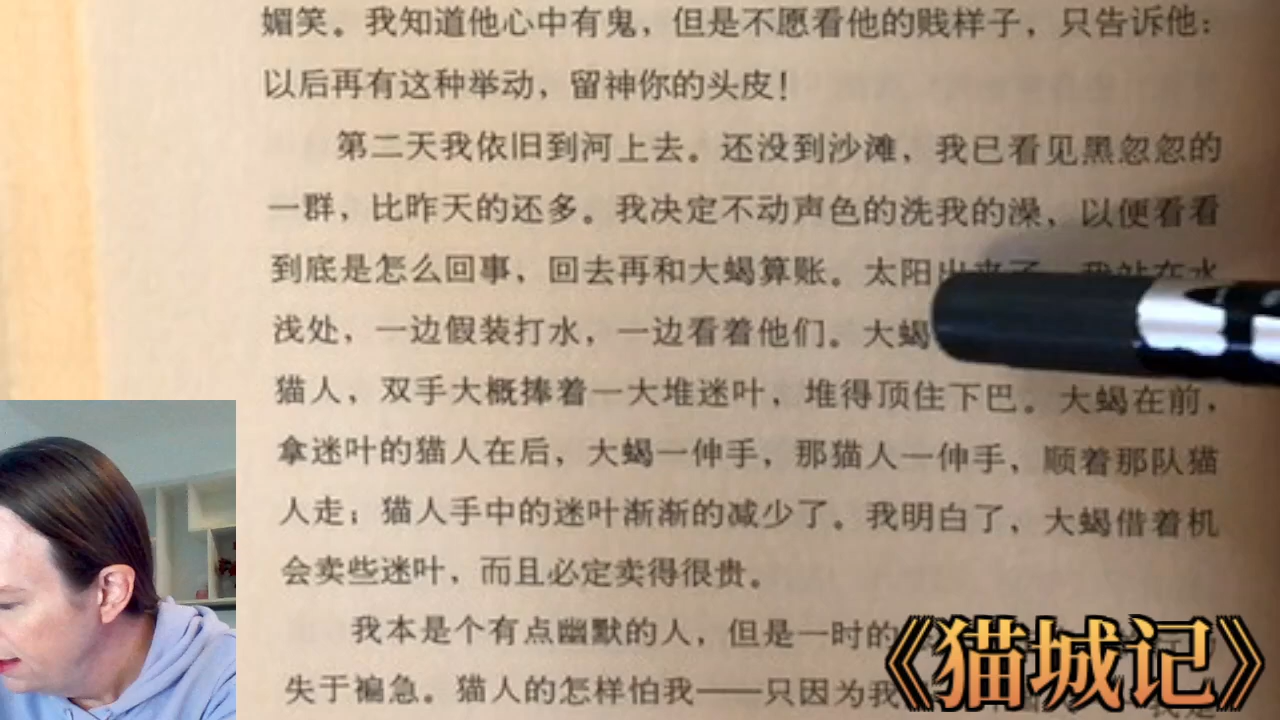 媚笑。我知道他心中有鬼，但是不愿看他的贱样子，只告诉他：
以后再有这种举动，留神你的头皮！
第二天我依旧到河上去。还没到沙滩，我已看见黑忽忽的
一群，比昨天的还多。我决定不动声色的洗我的澡，以便看看
到底是怎么回事，回去再和大蝎算账。太阳出来了，我站在水
浅处，一边假装打水，一边看着他们。大蝎
猫人，双手大概捧着一大堆迷叶，堆得顶住下巴。大蝎在前，
拿迷叶的猫人在后，大蝎一伸手，那猫人一伸手，顺着那队猫
人走；猫人手中的迷叶渐渐的减少了。我明白了，大蝎借着机
会卖些迷叶，而且必定卖得很贵。
我本是个有点幽默的人，但是一时的
失于褊急。猫人的怎样怕我——只因为我
《猫城记》